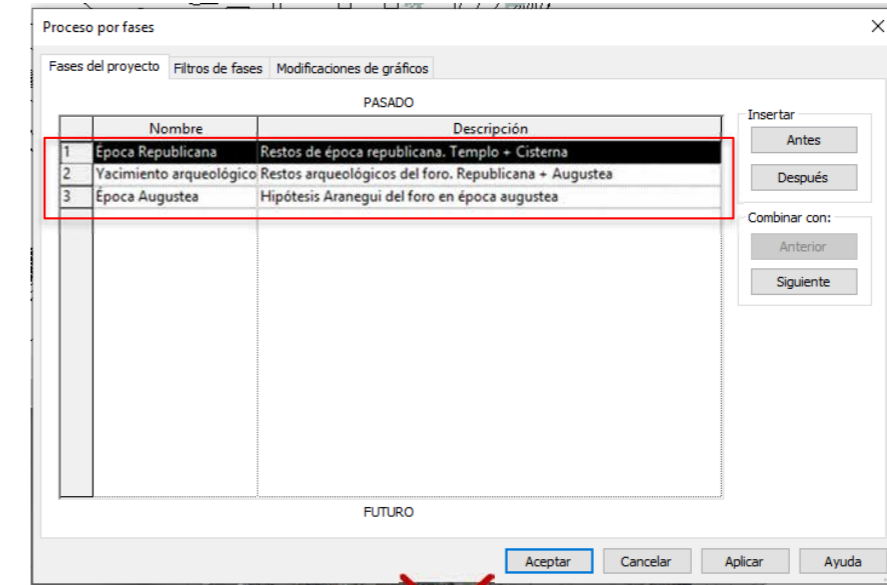 Proceso por fases
Fases del proyecto Filtros de fases Modificaciones de gráficos
PASADO
Nombre Descripción
1 Época Republicana Restos de época republicana. Templo + Cisterna
2 Yacimiento arqueológico Restos arqueológicos del foro. Republicana + Augustea
3 Época Augustea Hipótesis Aranegui del foro en época augustea
FUTURO
Insertar
Antes
Después
Combinar con:
Anterior
Siguiente
Aceptar Cancelar Aplicar Ayuda